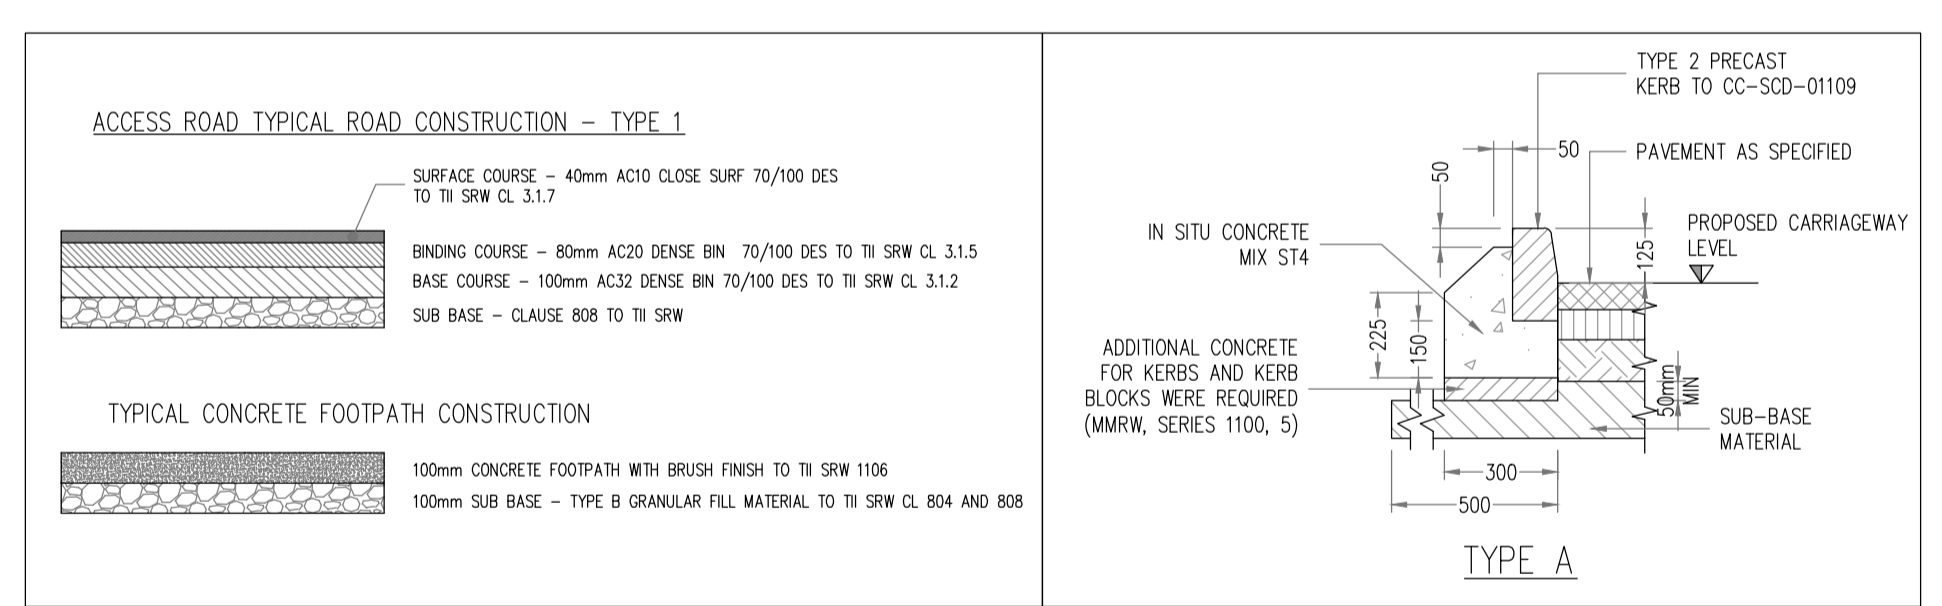 ACCESS ROAD TYPICAL ROAD CONSTRUCTION – TYPE 1
SURFACE COURSE – 40mm AC10 CLOSE SURF 70/100 DES
TO TII SRW CL 3.1.7
BINDING COURSE – 80mm AC20 DENSE BIN 70/100 DES TO TII SRW CL 3.1.5
BASE COURSE – 100mm AC32 DENSE BIN 70/100 DES TO TII SRW CL 3.1.2
SUB BASE – CLAUSE 808 TO TII SRW
TYPICAL CONCRETE FOOTPATH CONSTRUCTION
100mm CONCRETE FOOTPATH WITH BRUSH FINISH TO TII SRW 1106
100mm SUB BASE – TYPE B GRANULAR FILL MATERIAL TO TII SRW CL 804 AND 808
TYPE 2 PRECAST
KERB TO CC–SCD–01109
50
PAVEMENT AS SPECIFIED
50
IN SITU CONCRETE
MIX ST4
125
PROPOSED CARRIAGEWAY
LEVEL
225
150
ADDITIONAL CONCRETE
FOR KERBS AND KERB
BLOCKS WERE REQUIRED
(MMRW, SERIES 1100, 5)
50mm
MIN
SUB–BASE
MATERIAL
300
500
TYPE A